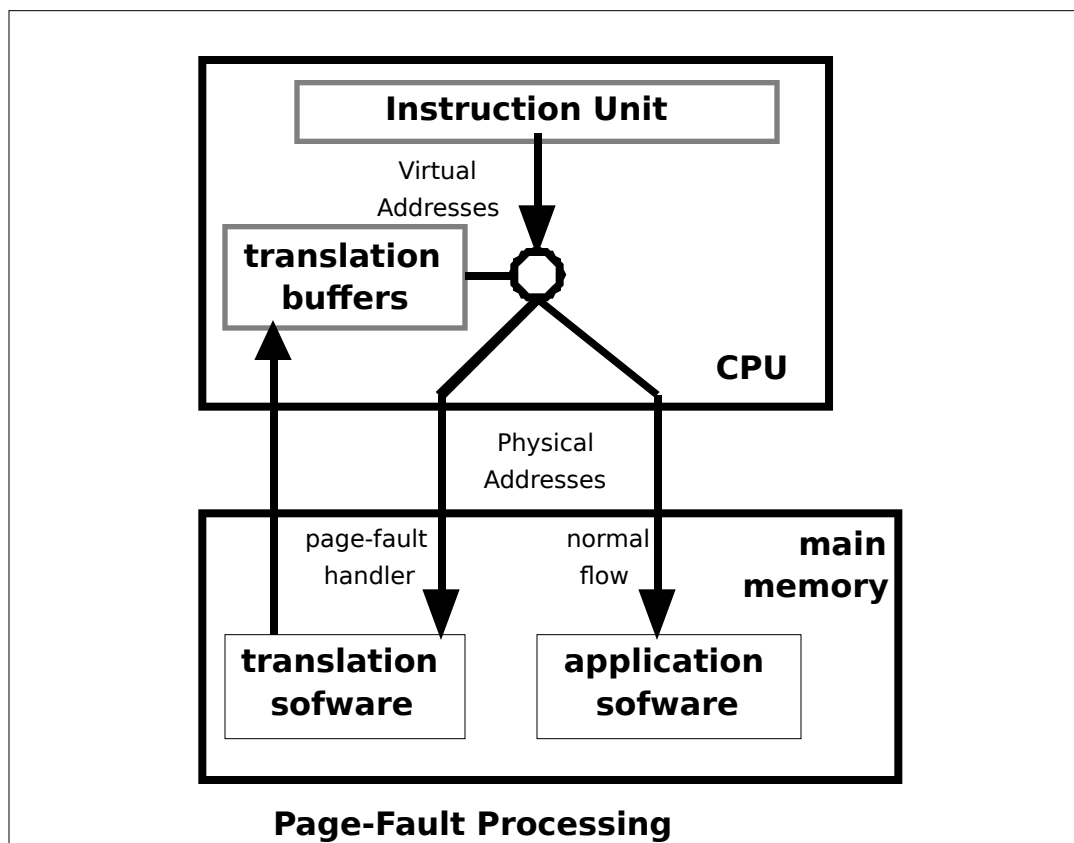 Instruction Unit
Virtual
Addresses
translation
buffers
CPU
Physical
Addresses
page-fault
handler
normal
flow
main
memory
translation
sofware
application
sofware
Page-Fault Processing